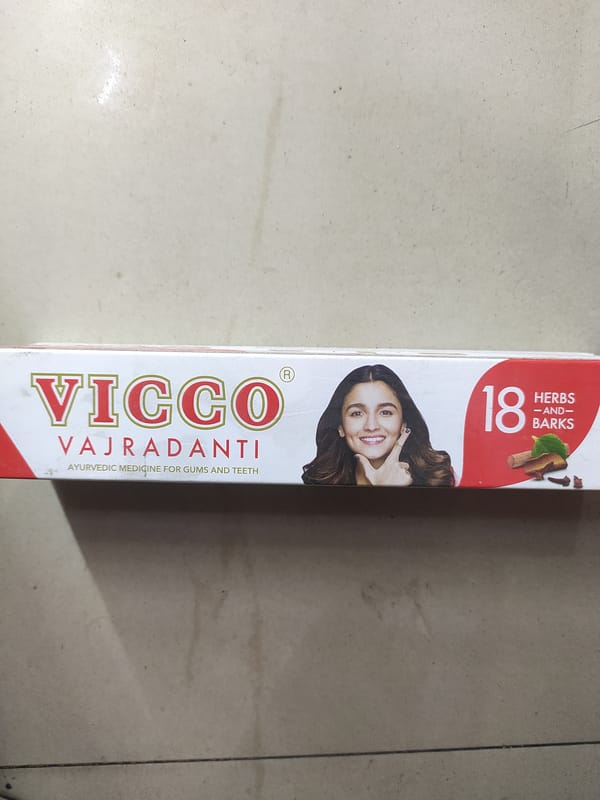 VICCO®
VAJRADANTI
AYURVEDIC MEDICINE FOR GUMS AND TEETH
18 HERBS
–AND–
BARKS